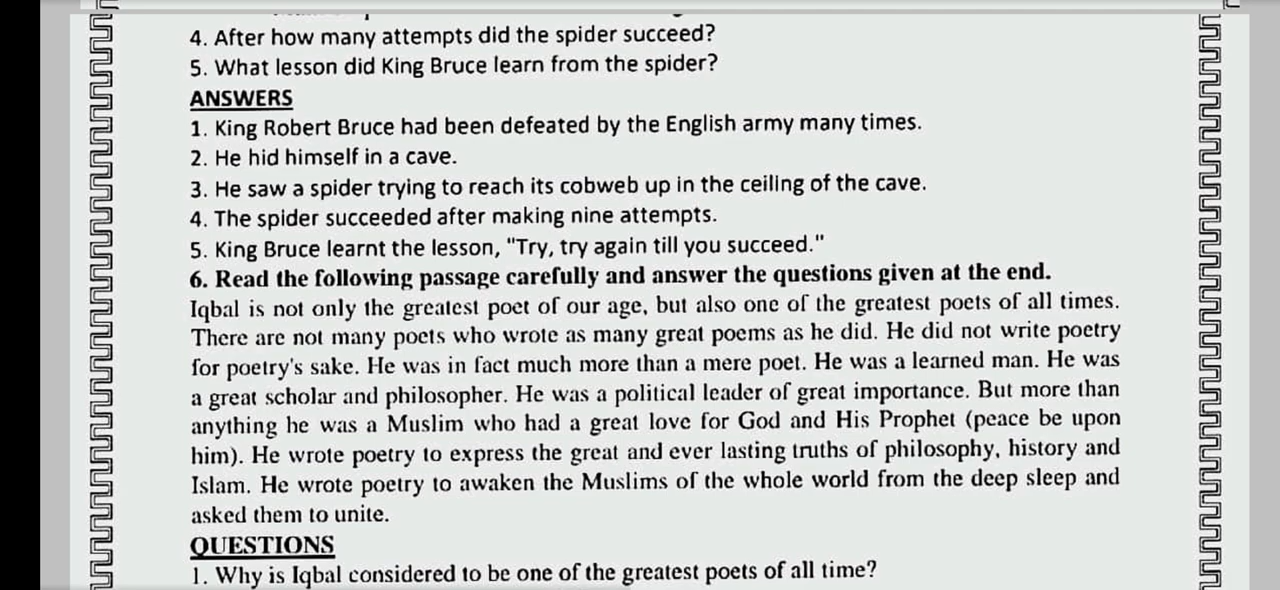 4. After how many attempts did the spider succeed?
5. What lesson did King Bruce learn from the spider?
ANSWERS
1. King Robert Bruce had been defeated by the English army many times.
2. He hid himself in a cave.
3. He saw a spider trying to reach its cobweb up in the ceiling of the cave.
4. The spider succeeded after making nine attempts.
5. King Bruce learnt the lesson, "Try, try again till you succeed."
6. Read the following passage carefully and answer the questions given at the end.
Iqbal is not only the greatest poet of our age, but also one of the greatest poets of all times.
There are not many poets who wrote as many great poems as he did. He did not write poetry
for poetry's sake. He was in fact much more than a mere poet. He was a learned man. He was
a great scholar and philosopher. He was a political leader of great importance. But more than
anything he was a Muslim who had a great love for God and His Prophet (peace be upon
him). He wrote poetry to express the great and ever lasting truths of philosophy, history and
Islam. He wrote poetry to awaken the Muslims of the whole world from the deep sleep and
asked them to unite.
QUESTIONS
1. Why is Iqbal considered to be one of the greatest poets of all time?